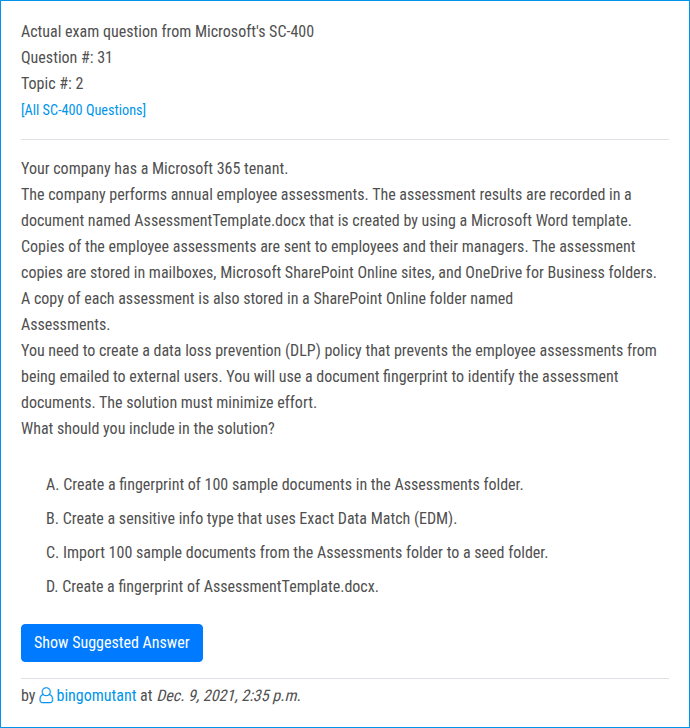 Actual exam question from Microsoft's SC-400
Question #: 31
Topic #: 2
[All SC-400 Questions]
Your company has a Microsoft 365 tenant.
The company performs annual employee assessments. The assessment results are recorded in a
document named AssessmentTemplate.docx that is created by using a Microsoft Word template.
Copies of the employee assessments are sent to employees and their managers. The assessment
copies are stored in mailboxes, Microsoft SharePoint Online sites, and OneDrive for Business folders.
A copy of each assessment is also stored in a SharePoint Online folder named
Assessments.
You need to create a data loss prevention (DLP) policy that prevents the employee assessments from
being emailed to external users. You will use a document fingerprint to identify the assessment
documents. The solution must minimize effort.
What should you include in the solution?
A. Create a fingerprint of 100 sample documents in the Assessments folder.
B. Create a sensitive info type that uses Exact Data Match (EDM).
C. Import 100 sample documents from the Assessments folder to a seed folder.
D. Create a fingerprint of AssessmentTemplate.docx.
Show Suggested Answer
by bingomutant at Dec. 9, 2021, 2:35 p.m.